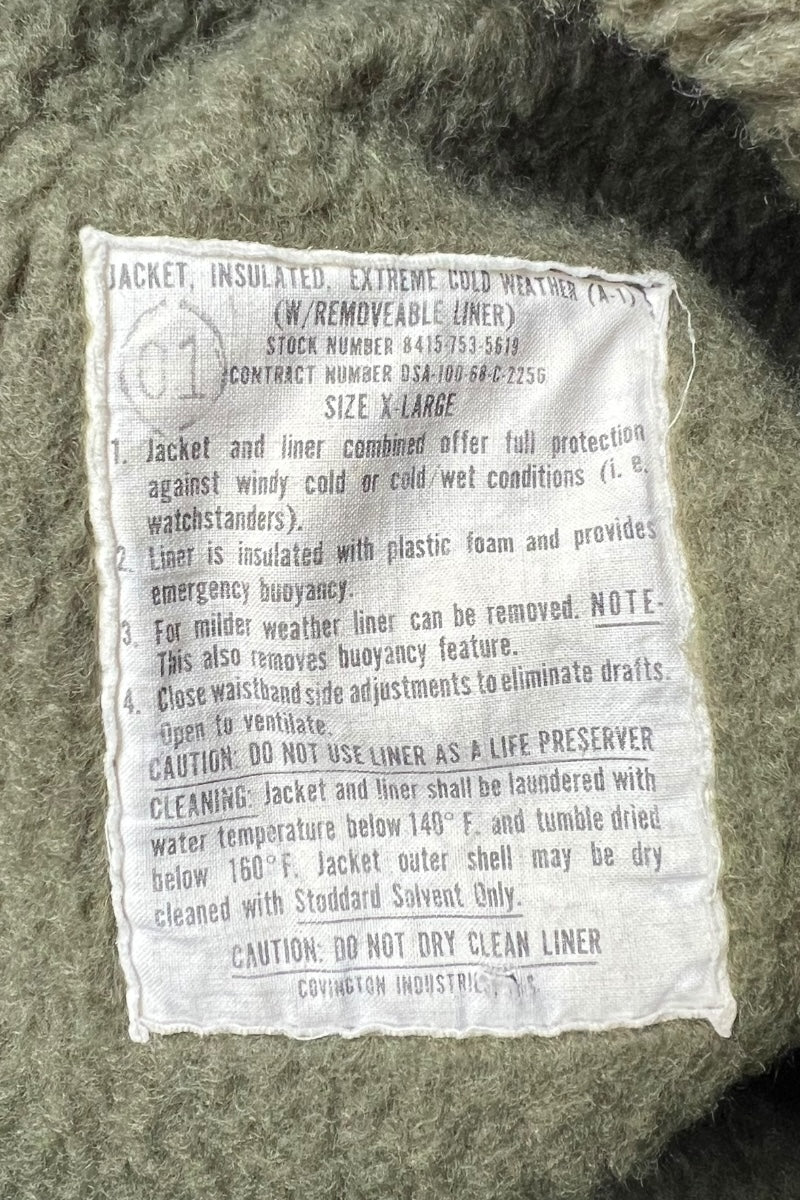 JACKET, INSULATED, EXTREME COLD WEATHER (A-1)
(W/REMOVEABLE LINER)
01
STOCK NUMBER 8415-753-5619
CONTRACT NUMBER DSA-100-68-C-2256
SIZE X-LARGE
1. Jacket and liner combined offer full protection
against windy cold or cold/wet conditions (i. e.
watchstanders).
2. Liner is insulated with plastic foam and provides
emergency buoyancy.
3. For milder weather liner can be removed. NOTE-
This also removes buoyancy feature.
4. Close waistband side adjustments to eliminate drafts.
Open to ventilate.
CAUTION: DO NOT USE LINER AS A LIFE PRESERVER
CLEANING: Jacket and liner shall be laundered with
water temperature below 140° F. and tumble dried
below 160°F. Jacket outer shell may be dry
cleaned with Stoddard Solvent Only.
CAUTION: DO NOT DRY CLEAN LINER
COVINGTON